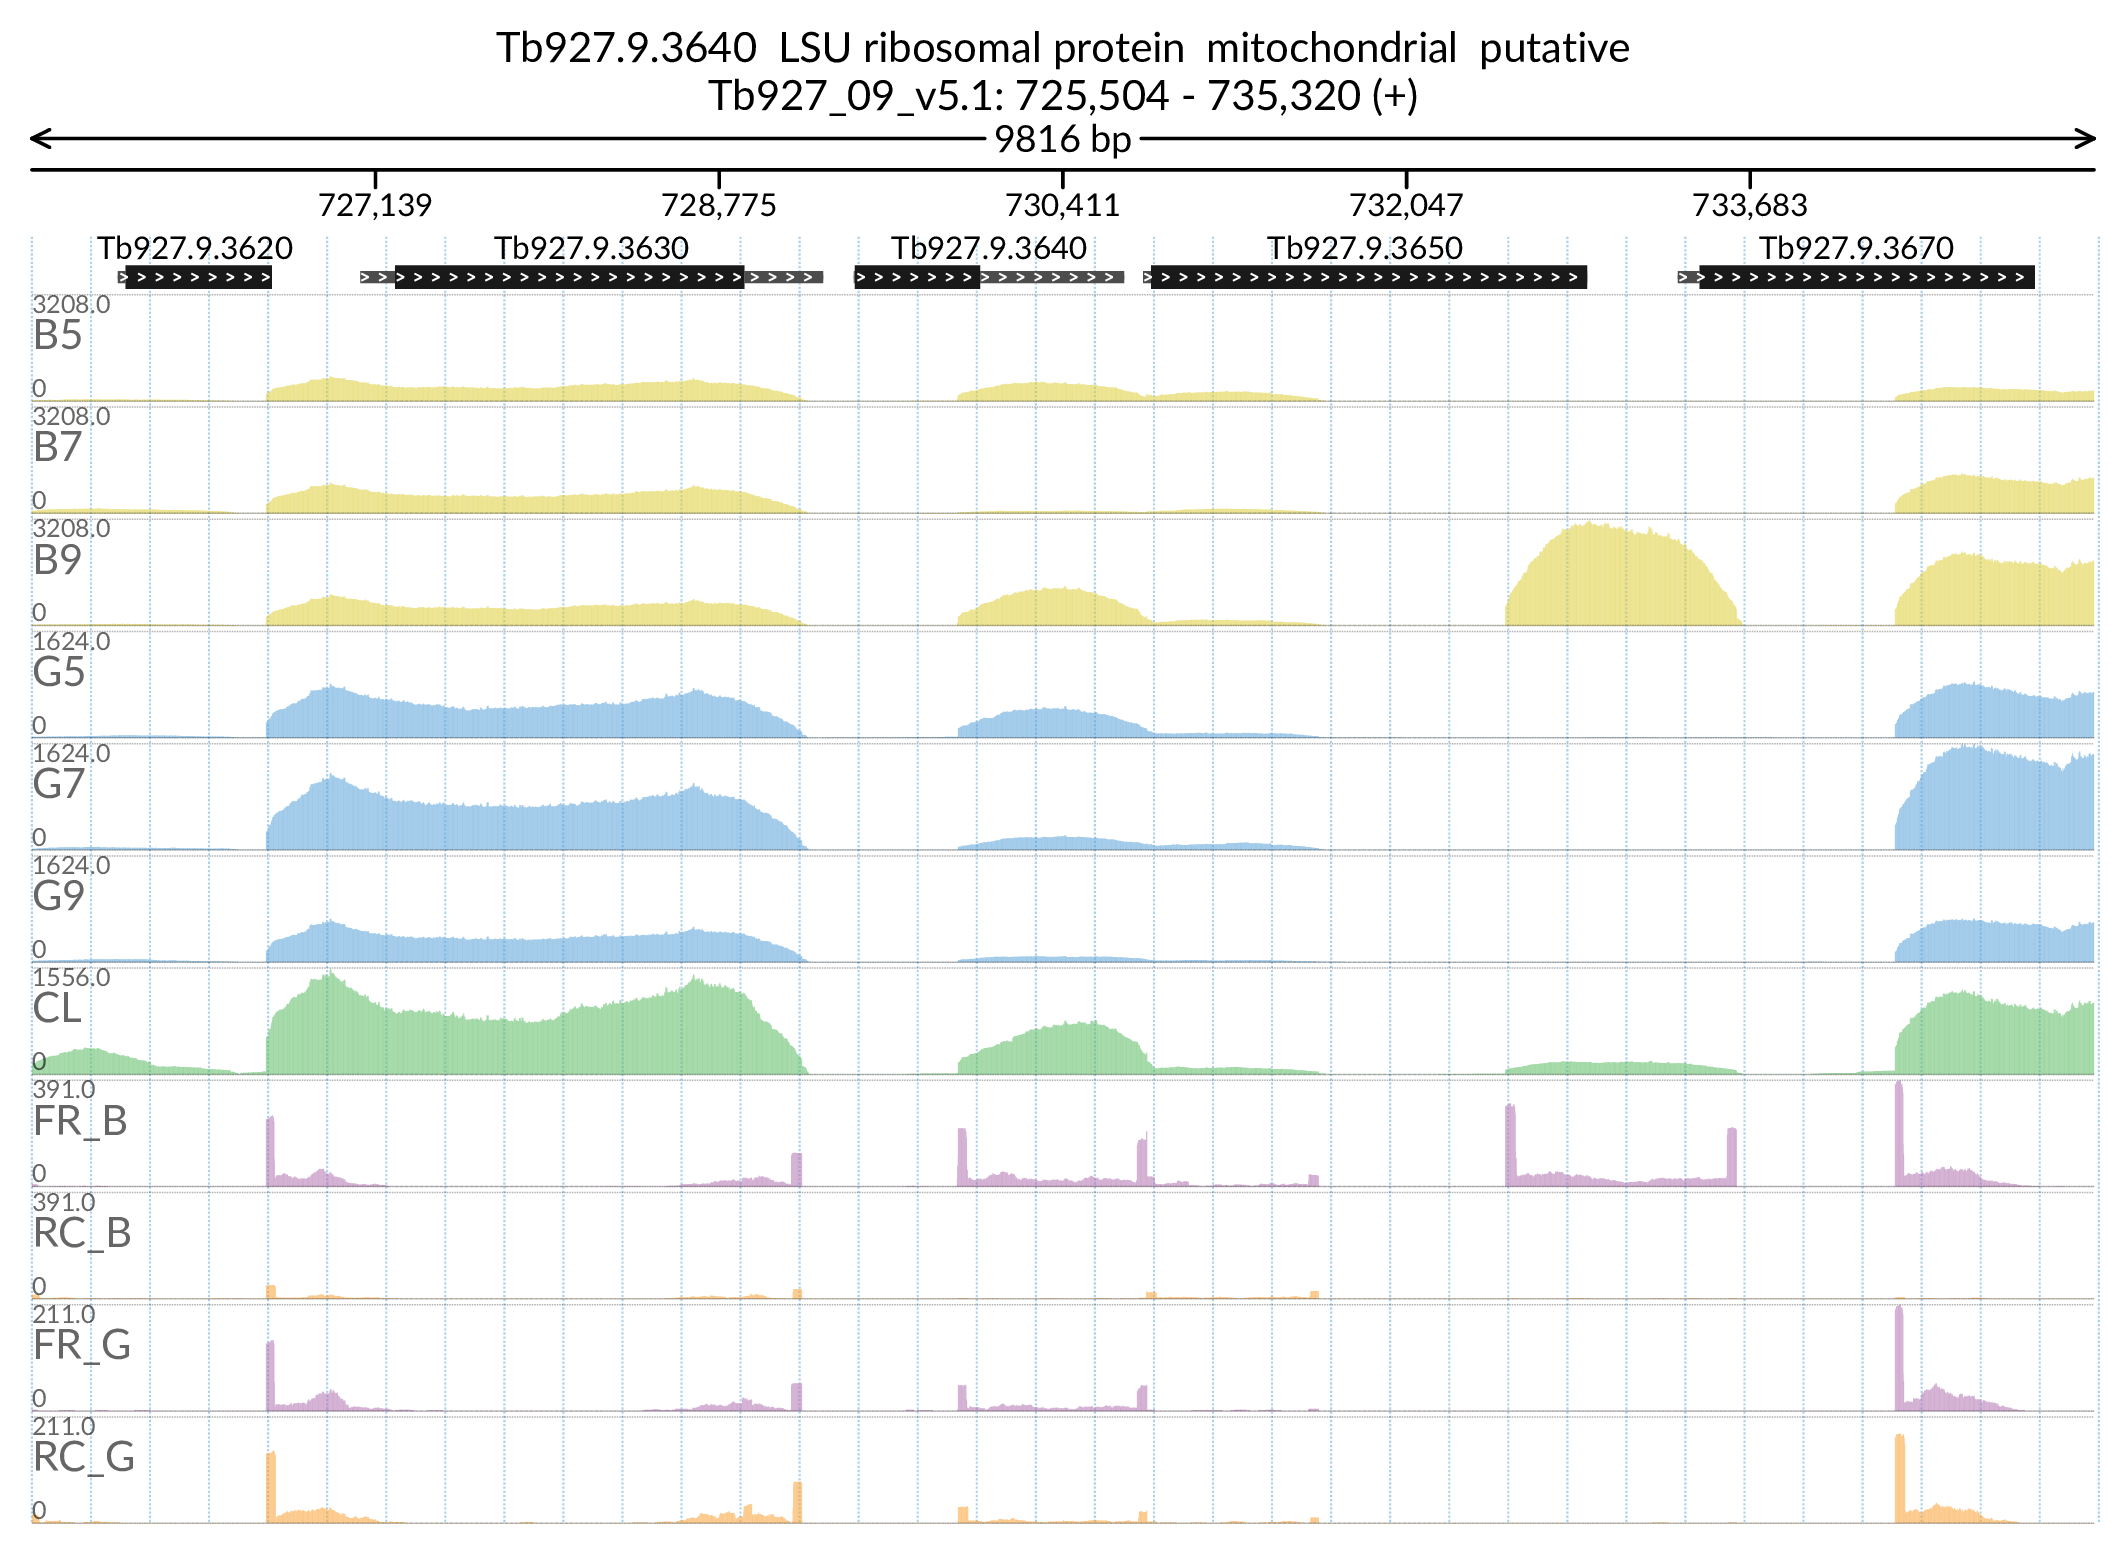 Tb927.9.3640 LSU ribosomal protein mitochondrial putative
Tb927_09_v5.1: 725,504 - 735,320 (+)
9816 bp
727,139 728,775 730,411 732,047 733,683
Tb927.9.3620 Tb927.9.3630 Tb927.9.3640 Tb927.9.3650 Tb927.9.3670
3208.0
B5
0
3208.0
B7
0
3208.0
B9
0
1624.0
G5
0
1624.0
G7
0
1624.0
G9
0
1556.0
CL
0
391.0
FR_B
0
391.0
RC_B
0
211.0
FR_G
0
211.0
RC_G
0